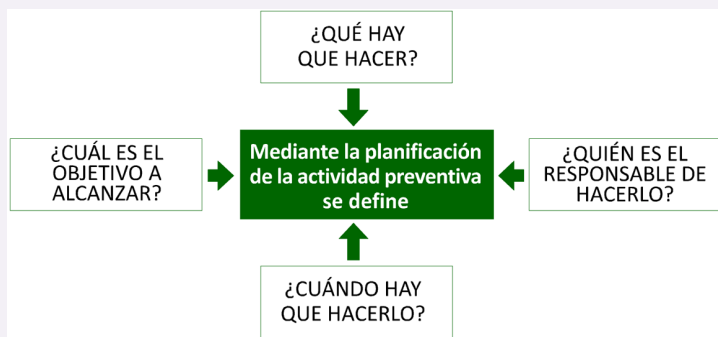 ¿QUÉ HAY
QUE HACER?
¿CUÁL ES EL
OBJETIVO A
ALCANZAR?
Mediante la planificación
de la actividad preventiva
se define
¿QUIÉN ES EL
RESPONSABLE DE
HACERLO?
¿CUÁNDO HAY
QUE HACERLO?